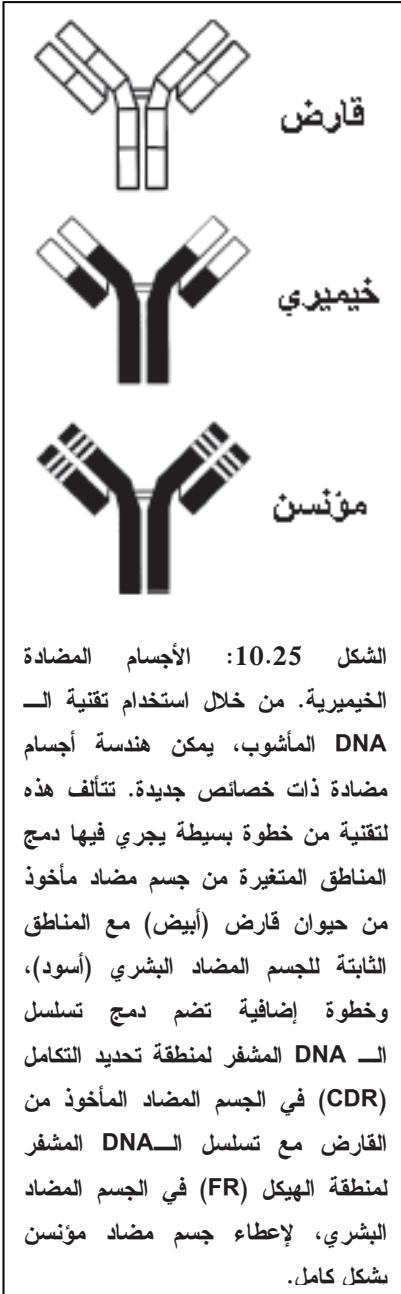 قارض
خيميري
مؤنسن
الشكل 10.25: الأجسام المضادة
الخيميرية. من خلال استخدام تقنية الـــ
DNA المأشوب، يمكن هندسة أجسام
مضادة ذات خصائص جديدة. تتألف هذه
لتقنية من خطوة بسيطة يجري فيها دمج
المناطق المتغيرة من جسم مضاد مأخوذ
من حيوان قارض (أبيض) مع المناطق
الثابتة للجسم المضاد البشري (أسود)،
وخطوة إضافية تضم دمج تسلسل
الـــ DNA المشفر لمنطقة تحديد التكامل
(CDR) في الجسم المضاد المأخوذ من
القارض مع تسلسل الـــDNA المشفر
لمنطقة الهيكل (FR) في الجسم المضاد
البشري، لإعطاء جسم مضاد مؤنسن
بشكل كامل.